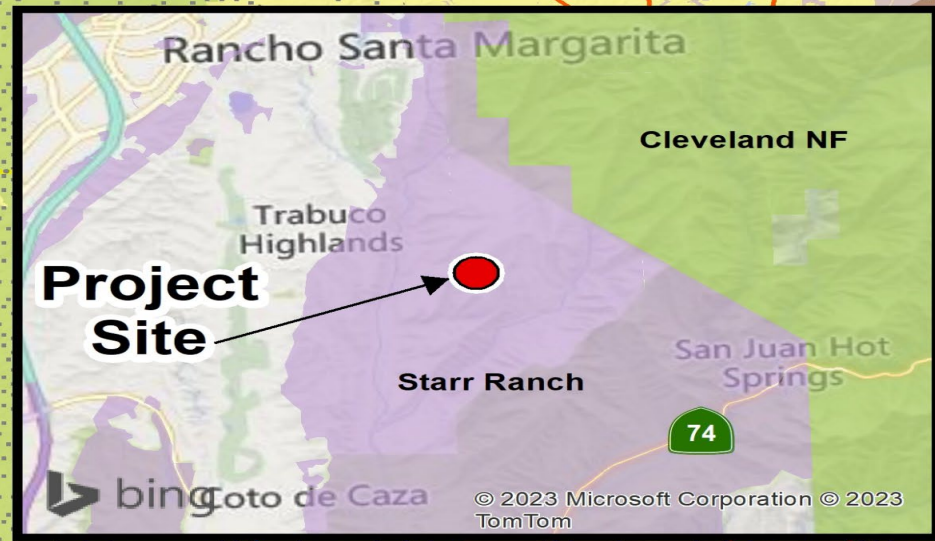 Rancho Santa Margarita
Cleveland NF
Trabuco
Highlands
Project
Site
San Juan Hot
Springs
Starr Ranch
74
bing
Coto de Caza
© 2023 Microsoft Corporation © 2023
TomTom